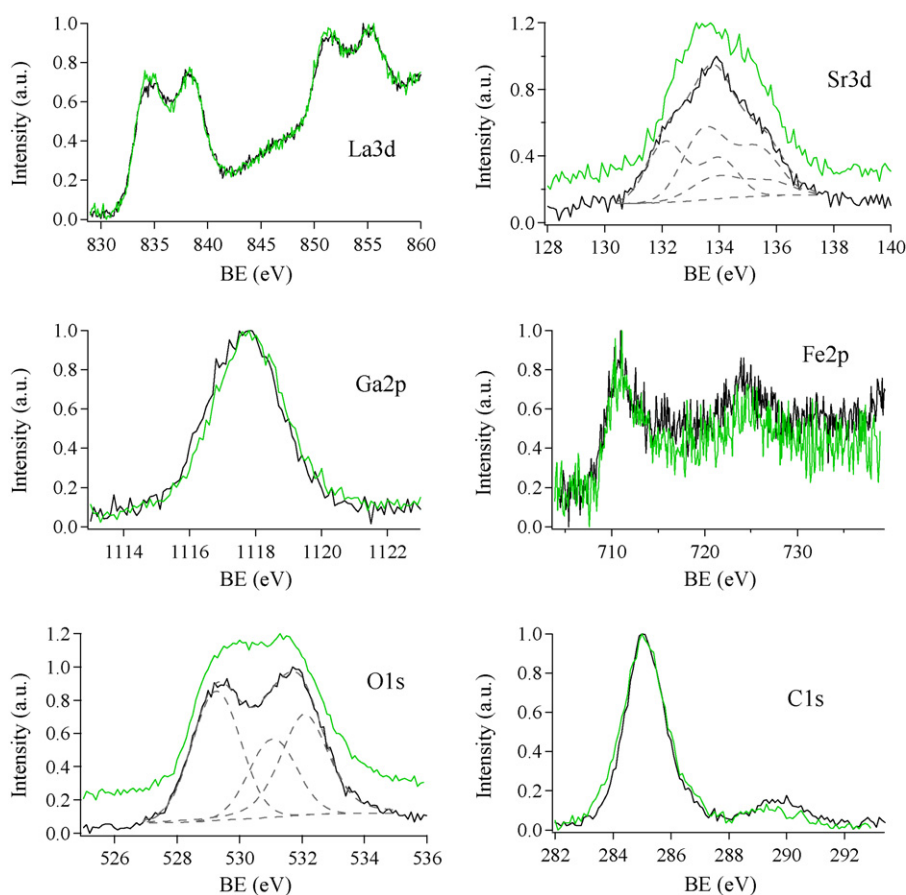 Intensity (a.u.)
1.0
0.8
0.6
0.4
0.2
0.0
La3d
830 835 840 845 850 855 860
BE (eV)
Intensity (a.u.)
1.2
0.8
0.4
0.0
Sr3d
128 130 132 134 136 138 140
BE (eV)
Intensity (a.u.)
1.0
0.8
0.6
0.4
0.2
0.0
Ga2p
1114 1116 1118 1120 1122
BE (eV)
Intensity (a.u.)
1.0
0.8
0.6
0.4
0.2
0.0
Fe2p
710 720 730
BE (eV)
Intensity (a.u.)
1.2
1.0
0.8
0.6
0.4
0.2
0.0
O1s
526 528 530 532 534 536
BE (eV)
Intensity (a.u.)
1.0
0.8
0.6
0.4
0.2
0.0
C1s
282 284 286 288 290 292
BE (eV)